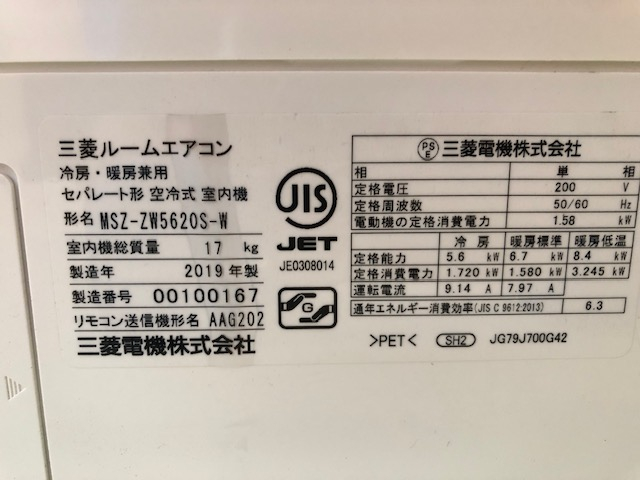 三菱ルームエアコン
冷房・暖房兼用
セパレート形 空冷式 室内機
形名 MSZ-ZW5620S-W
室内機総質量 17 kg
製造年 2019年製
製造番号 00100167
リモコン送信機形名 AAG202
三菱電機株式会社
JIS
JET
JE0308014
G
PS
E 三菱電機株式会社
相 単 相
定格電圧 200 V
定格周波数 50/60 Hz
電動機の定格消費電力 1.58 kW
冷房 暖房標準 暖房低温
定格能力 5.6 kW 6.7 kW 8.4 kW
定格消費電力 1.720 kW 1.580 kW 3.245 kW
運転電流 9.14 A 7.97 A
通年エネルギー消費効率(JIS C 9612:2013) 6.3
>PET< SH2 JG79J700G42